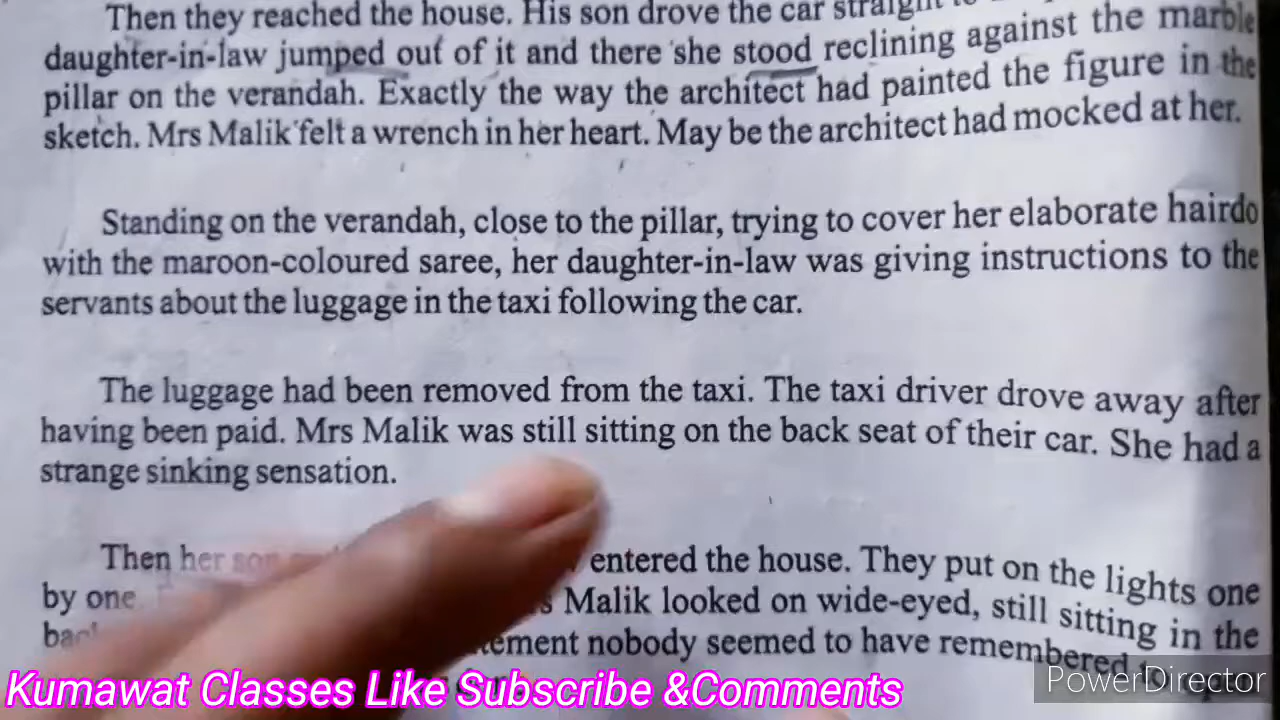 Then they reached the house. His son drove the car straight
daughter-in-law jumped out of it and there she stood reclining against the marble
pillar on the verandah. Exactly the way the architect had painted the figure in the
sketch. Mrs Malik felt a wrench in her heart. May be the architect had mocked at her.
Standing on the verandah, close to the pillar, trying to cover her elaborate hairdo
with the maroon-coloured saree, her daughter-in-law was giving instructions to the
servants about the luggage in the taxi following the car.
The luggage had been removed from the taxi. The taxi driver drove away after
having been paid. Mrs Malik was still sitting on the back seat of their car. She had a
strange sinking sensation.
Then her son entered the house. They put on the lights one
by one. Malik looked on wide-eyed, still sitting in the
nobody seemed to have remembered
Kumawat Classes Like Subscribe &Comments
PowerDirector